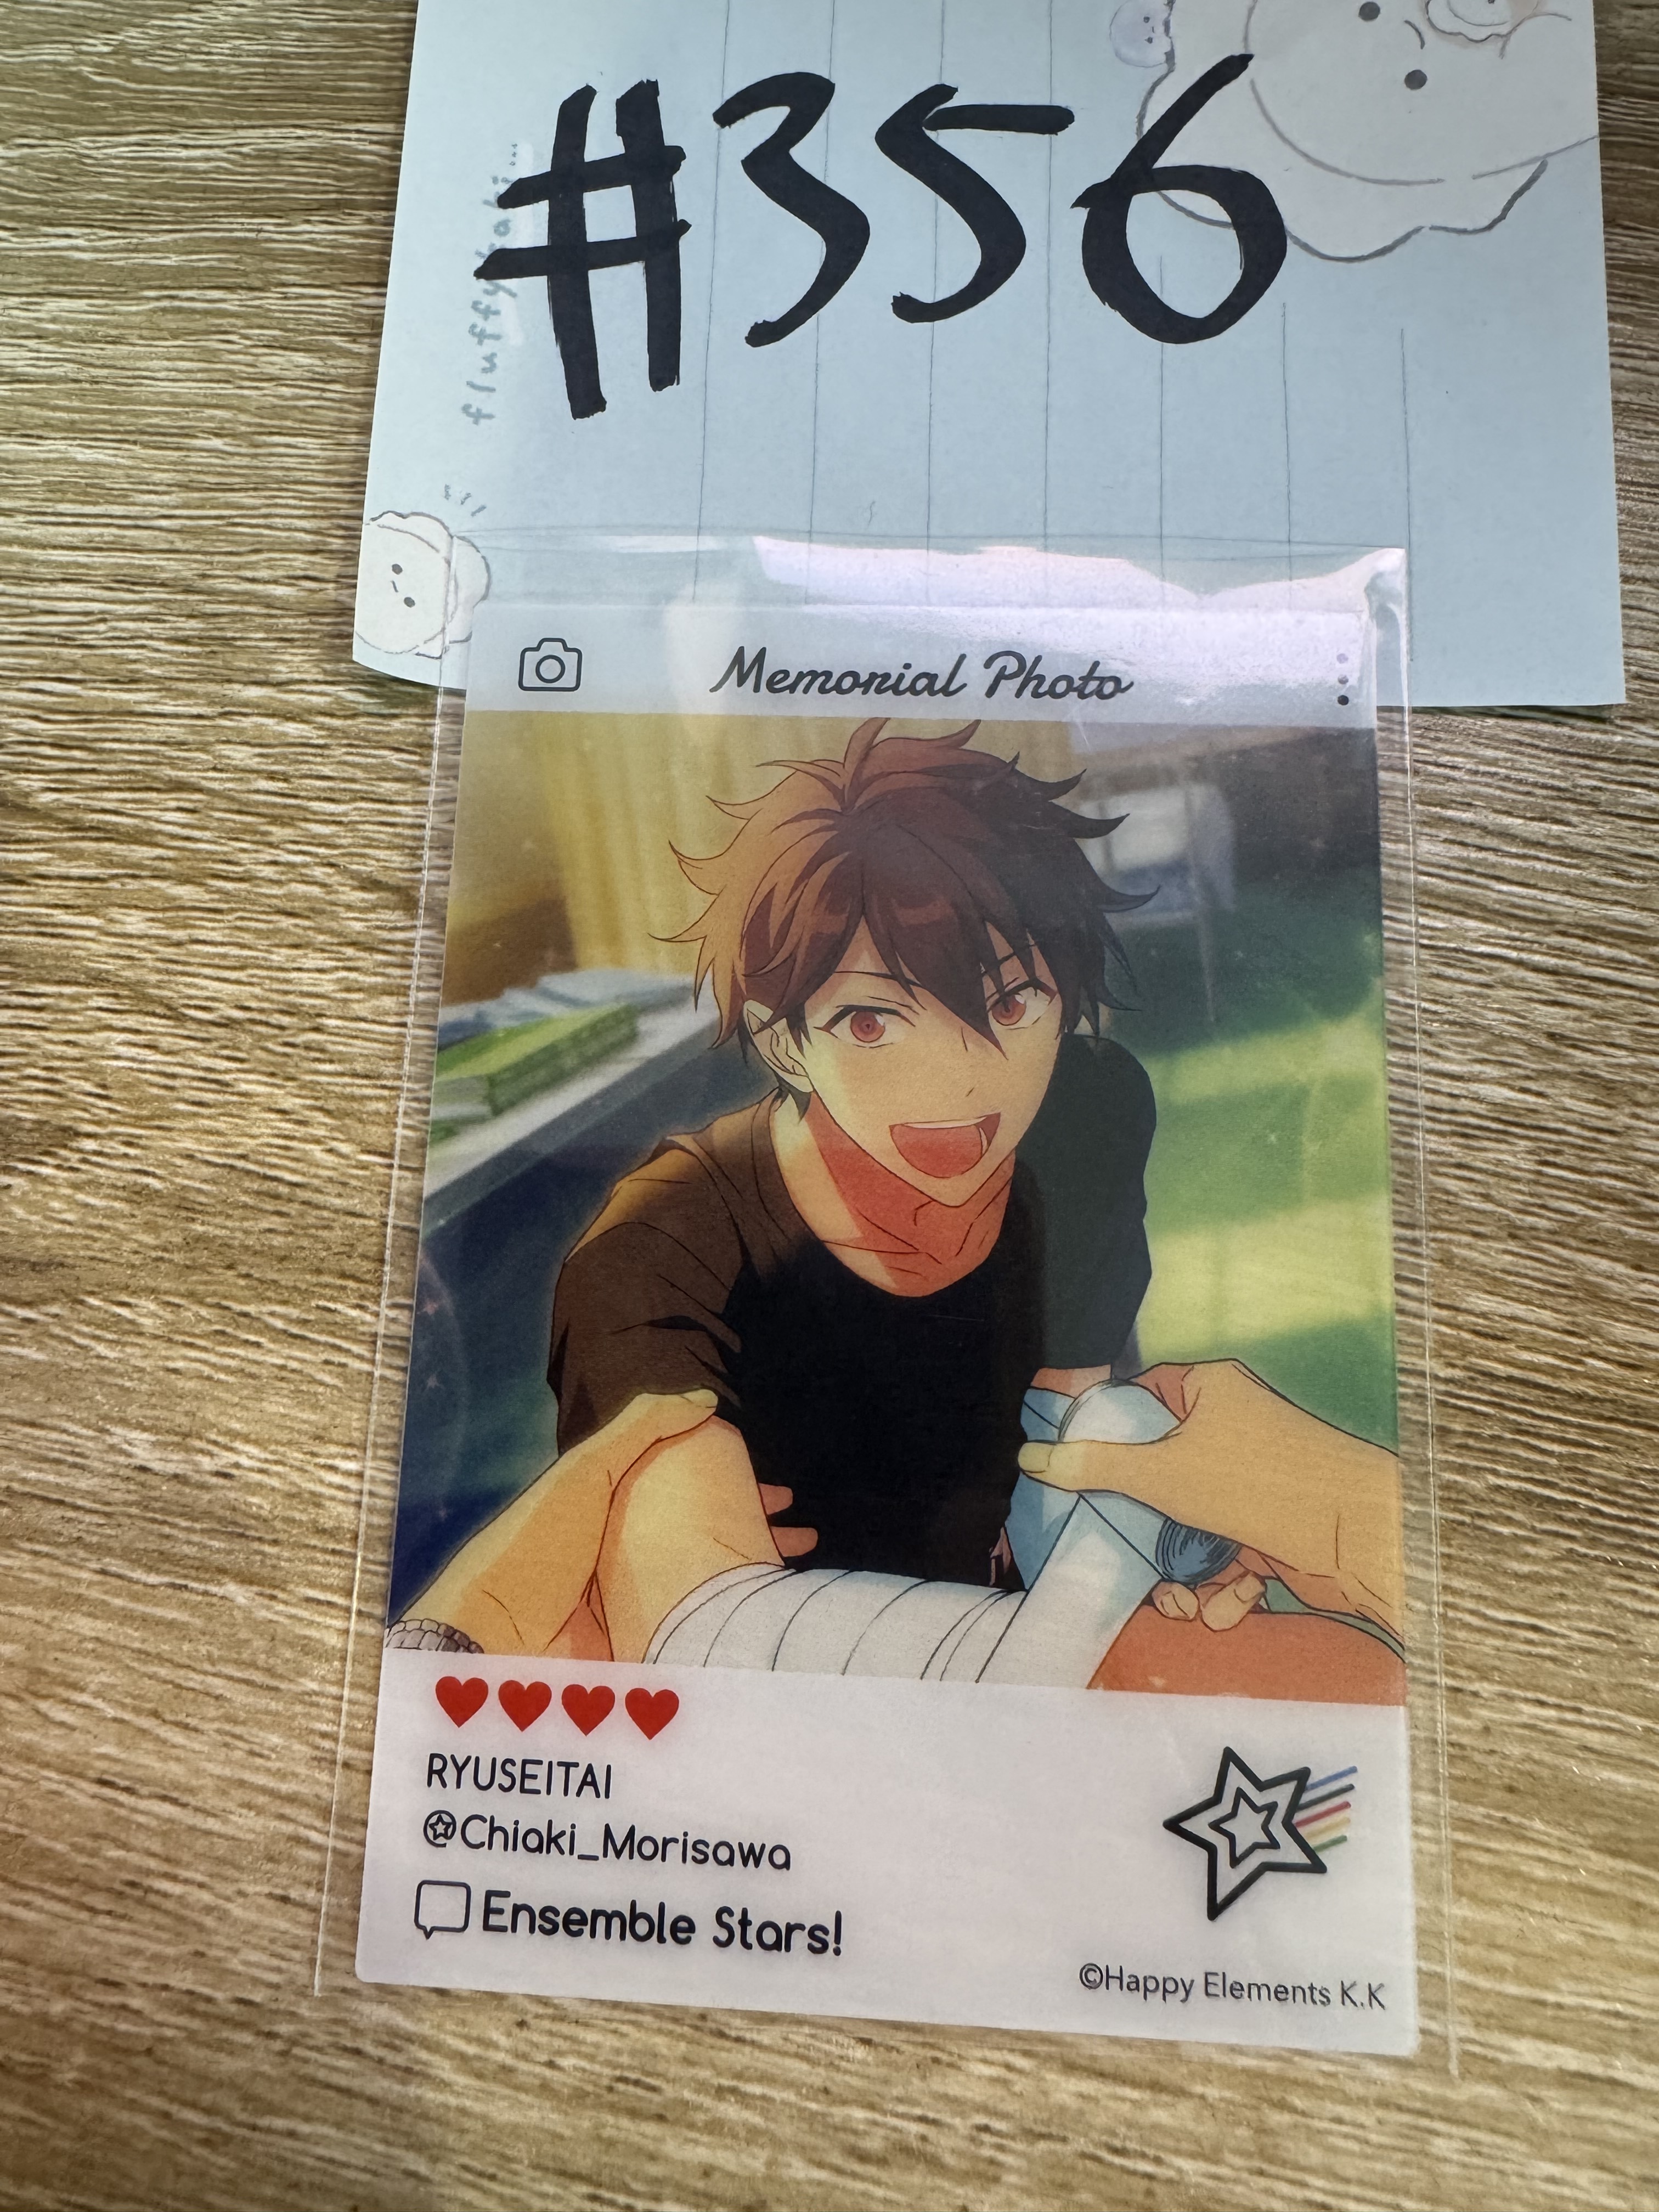 #356
Memorial Photo
RYUSEITAI
@Chiaki_Morisawa
Ensemble Stars!
©Happy Elements K.K